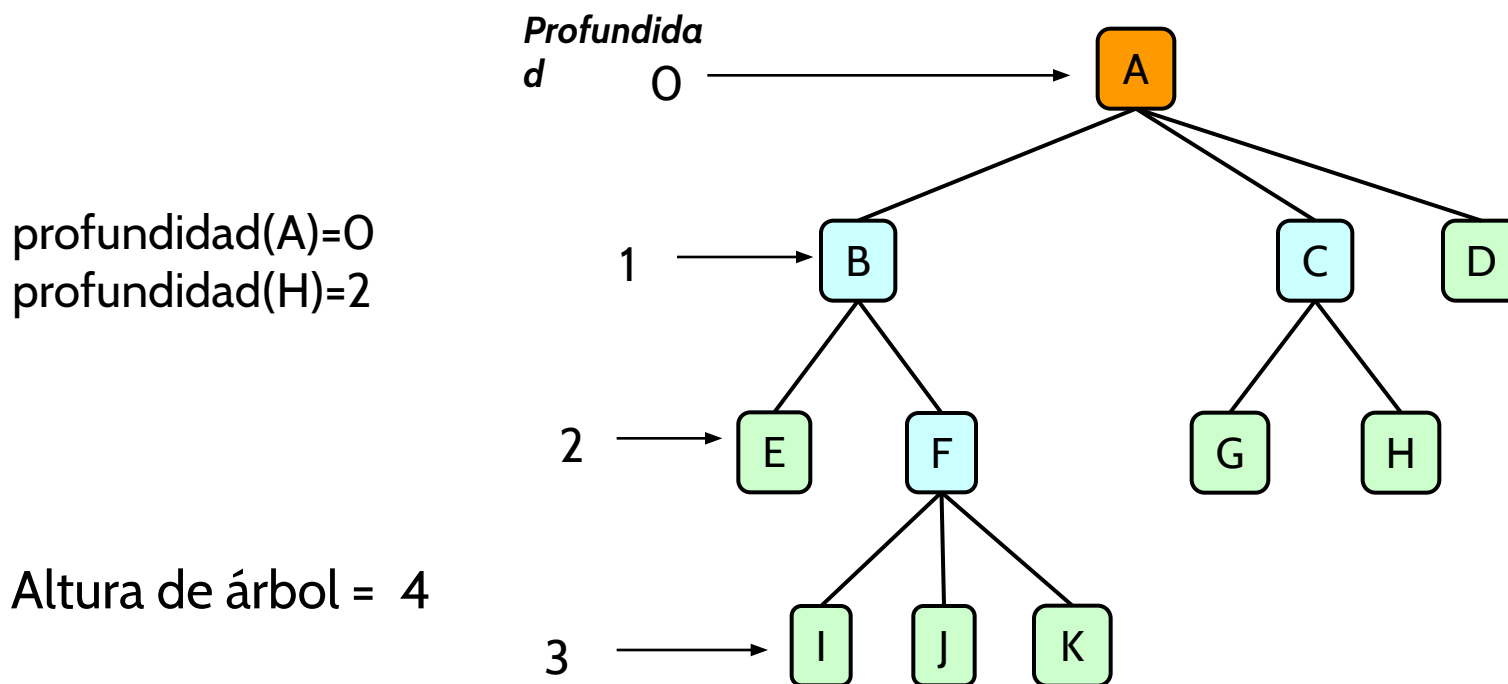 Profundida
d
0
A
profundidad(A)=0
profundidad(H)=2
1
B
C
D
2
E
F
G
H
Altura de árbol = 4
3
I
J
K